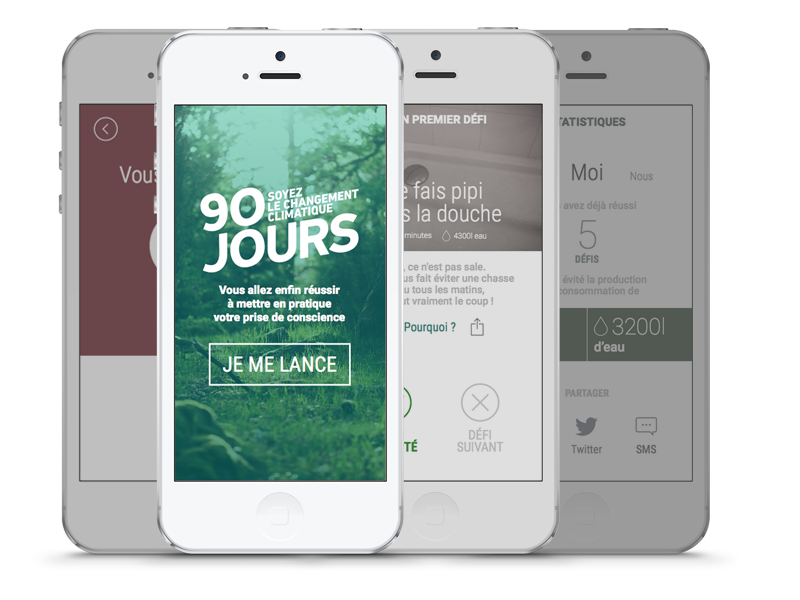 90
SOYEZ
LE CHANGEMENT
CLIMATIQUE
JOURS
Vous allez enfin réussir
à mettre en pratique
votre prise de conscience
JE ME LANCE
Vous
N PREMIER DÉFI
e fais pipi
s la douche
minutes 4300l eau
, ce n'est pas sale.
us fait éviter une chasse
u tous les matins,
ut vraiment le coup !
Pourquoi ?
TÉ
DÉFI
SUIVANT
TATISTIQUES
Moi Nous
s avez déjà réussi
5
DÉFIS
évité la production
consommation de
3200l
d'eau
PARTAGER
Twitter SMS